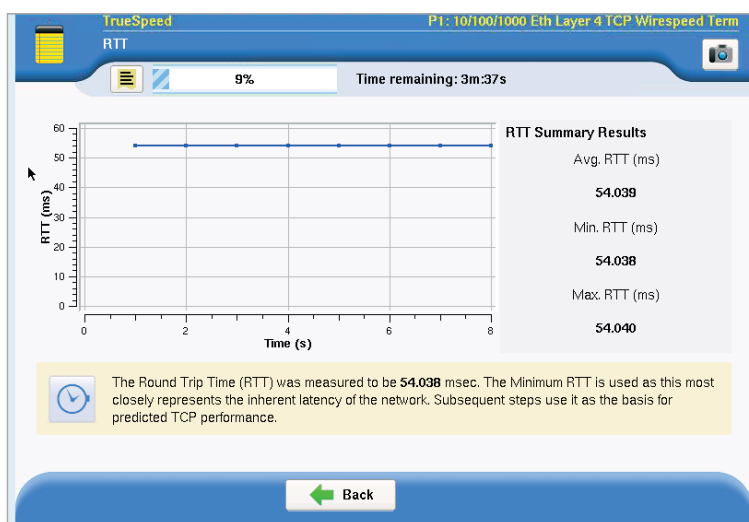 TrueSpeed
P1: 10/100/1000 Eth Layer 4 TCP Wirespeed Term
RTT
9%
Time remaining: 3m:37s
60
50
40
30
20
10
0
RTT (ms)
0
2
4
6
8
Time (s)
RTT Summary Results
Avg. RTT (ms)
54.039
Min. RTT (ms)
54.038
Max. RTT (ms)
54.040
The Round Trip Time (RTT) was measured to be 54.038 msec. The Minimum RTT is used as this most
closely represents the inherent latency of the network. Subsequent steps use it as the basis for
predicted TCP performance.
Back